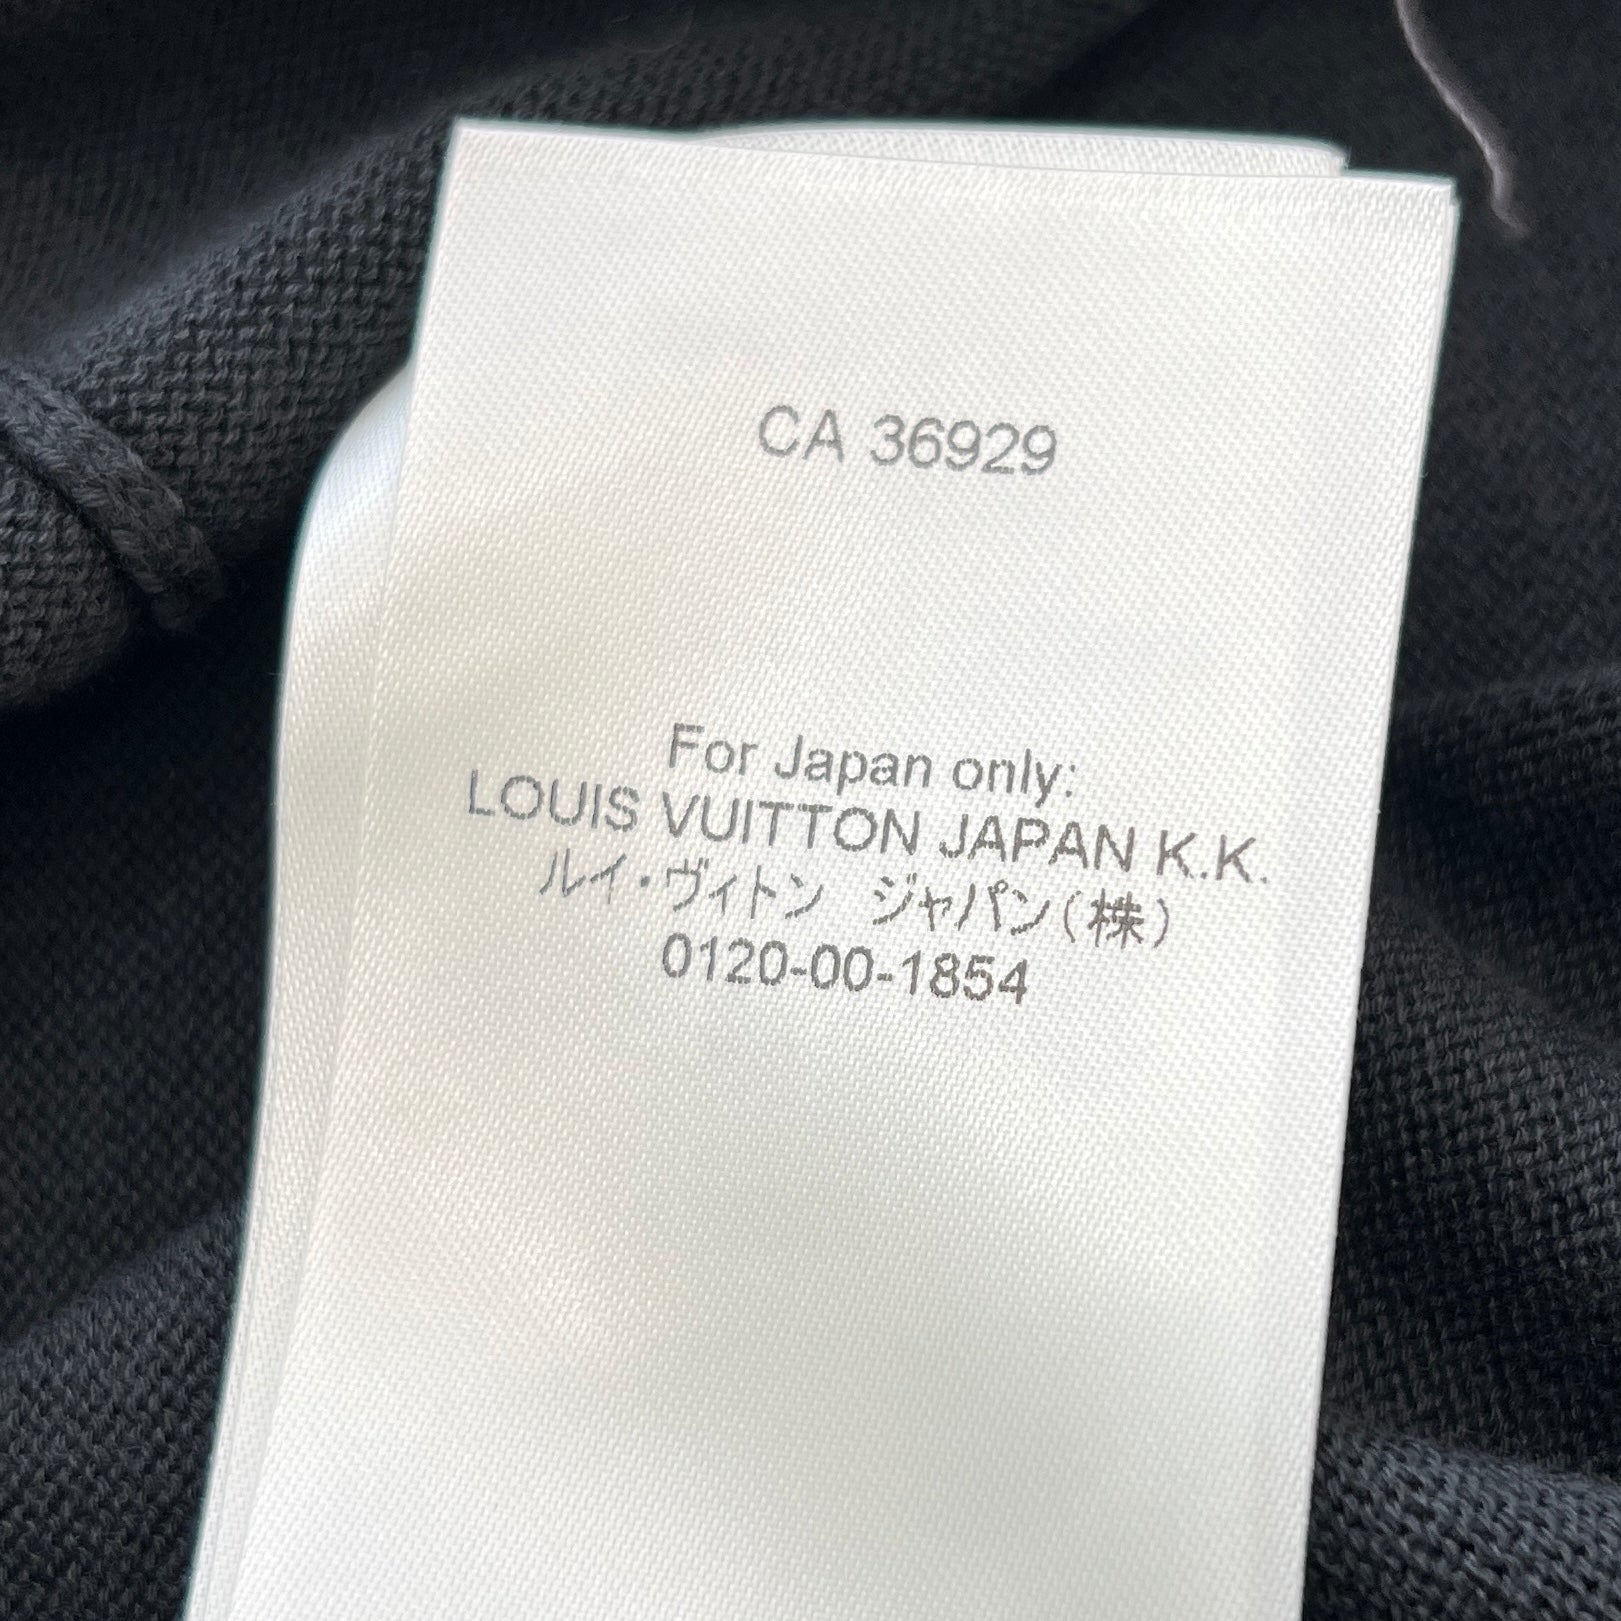 CA 36929
For Japan only:
LOUIS VUITTON JAPAN K.K.
ルイ・ヴィトン ジャパン(株)
0120-00-1854